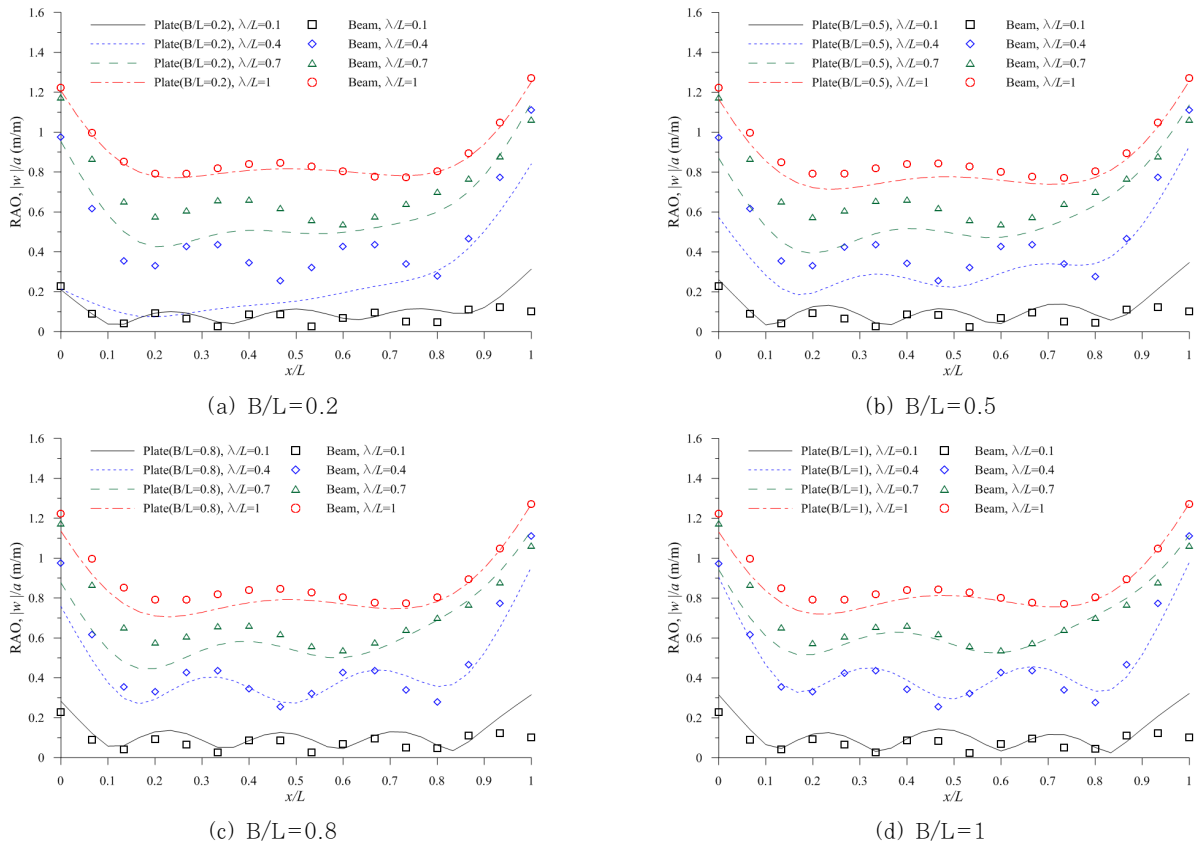 Plate(B/L=0.2), λ/L=0.1 Beam, λ/L=0.1
Plate(B/L=0.2), λ/L=0.4 Beam, λ/L=0.4
Plate(B/L=0.2), λ/L=0.7 Beam, λ/L=0.7
Plate(B/L=0.2), λ/L=1 Beam, λ/L=1
RAO, |w|/a (m/m)
1.6
1.4
1.2
1
0.8
0.6
0.4
0.2
0
0 0.1 0.2 0.3 0.4 0.5 0.6 0.7 0.8 0.9 1
x/L
(a) B/L=0.2
Plate(B/L=0.5), λ/L=0.1 Beam, λ/L=0.1
Plate(B/L=0.5), λ/L=0.4 Beam, λ/L=0.4
Plate(B/L=0.5), λ/L=0.7 Beam, λ/L=0.7
Plate(B/L=0.5), λ/L=1 Beam, λ/L=1
RAO, |w|/a (m/m)
1.6
1.4
1.2
1
0.8
0.6
0.4
0.2
0
0 0.1 0.2 0.3 0.4 0.5 0.6 0.7 0.8 0.9 1
x/L
(b) B/L=0.5
Plate(B/L=0.8), λ/L=0.1 Beam, λ/L=0.1
Plate(B/L=0.8), λ/L=0.4 Beam, λ/L=0.4
Plate(B/L=0.8), λ/L=0.7 Beam, λ/L=0.7
Plate(B/L=0.8), λ/L=1 Beam, λ/L=1
RAO, |w|/a (m/m)
1.6
1.4
1.2
1
0.8
0.6
0.4
0.2
0
0 0.1 0.2 0.3 0.4 0.5 0.6 0.7 0.8 0.9 1
x/L
(c) B/L=0.8
Plate(B/L=1), λ/L=0.1 Beam, λ/L=0.1
Plate(B/L=1), λ/L=0.4 Beam, λ/L=0.4
Plate(B/L=1), λ/L=0.7 Beam, λ/L=0.7
Plate(B/L=1), λ/L=1 Beam, λ/L=1
RAO, |w|/a (m/m)
1.6
1.4
1.2
1
0.8
0.6
0.4
0.2
0
0 0.1 0.2 0.3 0.4 0.5 0.6 0.7 0.8 0.9 1
x/L
(d) B/L=1